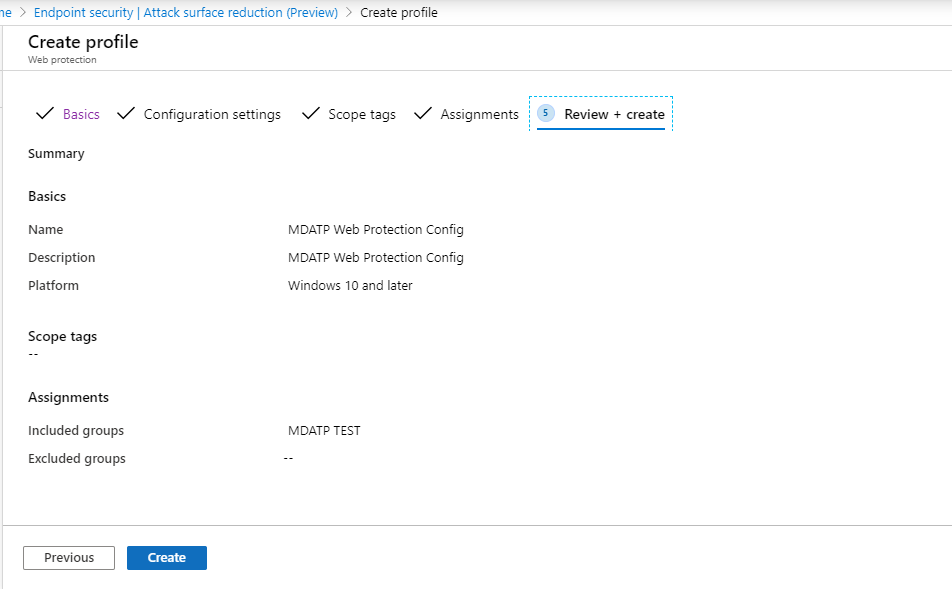 ne > Endpoint security | Attack surface reduction (Preview) > Create profile
Create profile
Web protection
Basics Configuration settings Scope tags Assignments 5 Review + create
Summary
Basics
Name MDATP Web Protection Config
Description MDATP Web Protection Config
Platform Windows 10 and later
Scope tags
--
Assignments
Included groups MDATP TEST
Excluded groups --
Previous Create